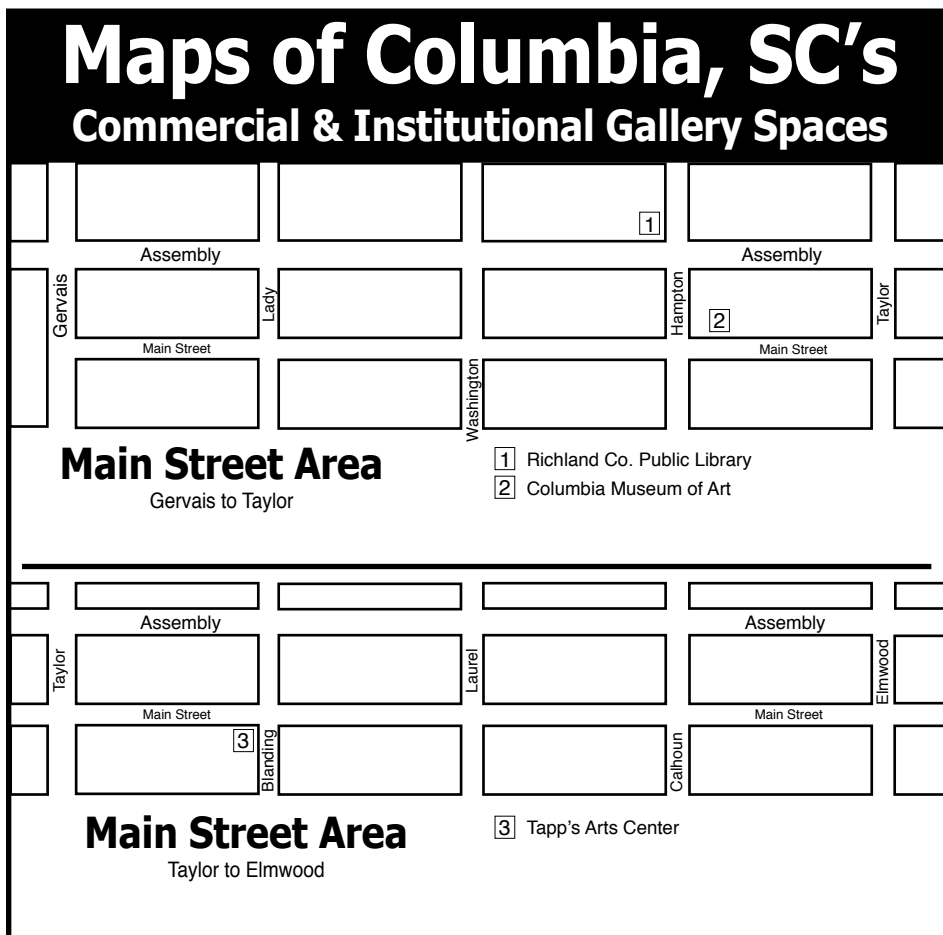 Maps of Columbia, SC's
Commercial & Institutional Gallery Spaces
1
Assembly
Assembly
Gervais
Lady
Hampton
Taylor
2
Main Street
Main Street
Washington
Main Street Area
Gervais to Taylor
1 Richland Co. Public Library
2 Columbia Museum of Art
Assembly
Assembly
Taylor
Laurel
Elmwood
Main Street
Main Street
3
Blanding
Calhoun
Main Street Area
Taylor to Elmwood
3 Tapp's Arts Center